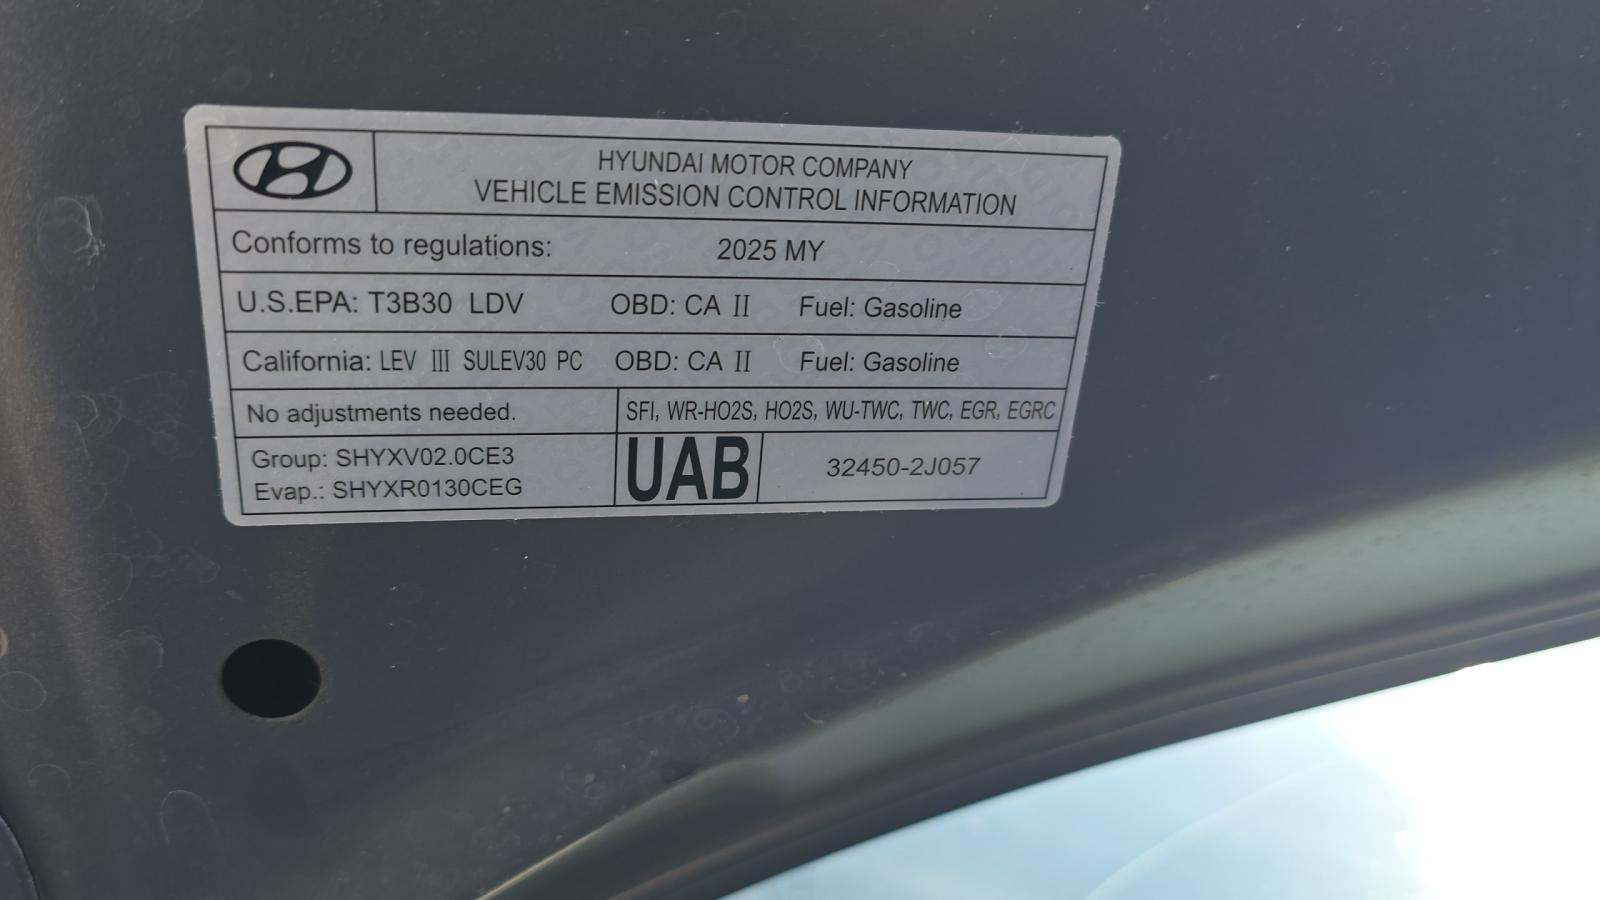 HYUNDAI MOTOR COMPANY
VEHICLE EMISSION CONTROL INFORMATION
Conforms to regulations: 2025 MY
U.S.EPA: T3B30 LDV OBD: CA II Fuel: Gasoline
California: LEV III SULEV30 PC OBD: CA II Fuel: Gasoline
No adjustments needed. SFI, WR-HO2S, HO2S, WU-TWC, TWC, EGR, EGRC
Group: SHYXV02.0CE3
Evap.: SHYXR0130CEG
UAB 32450-2J057